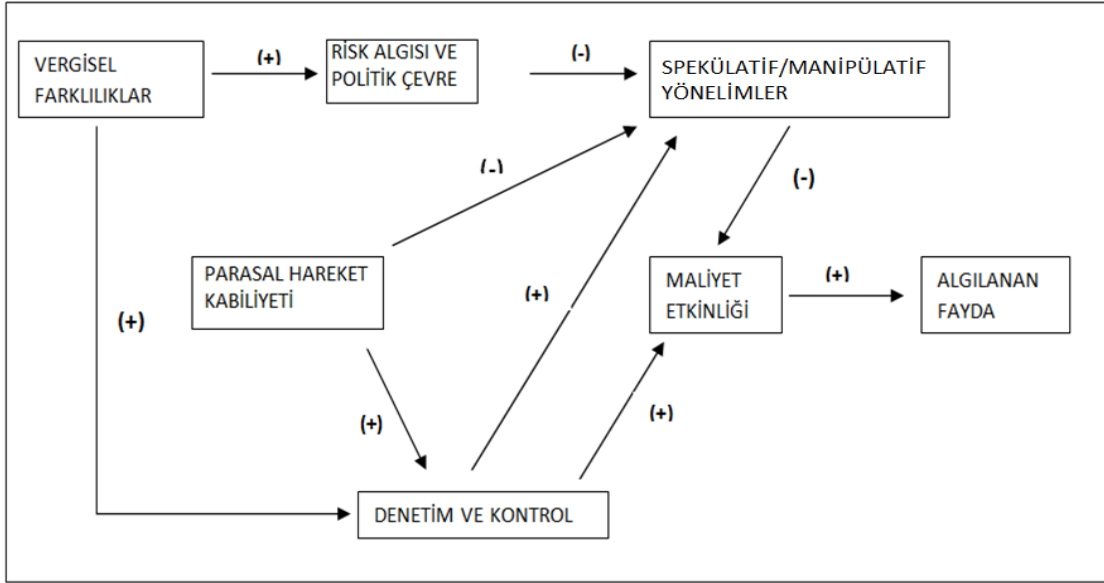 VERGİSEL
FARKLILIKLAR
(+)
RİSK ALGISI VE
POLİTİK ÇEVRE
(-)
SPEKÜLATİF/MANİPÜLATİF
YÖNELİMLER
(-)
(-)
PARASAL HAREKET
KABİLİYETİ
(+)
(+)
MALİYET
ETKİNLİĞİ
(+)
ALGILANAN
FAYDA
(+)
(+)
DENETİM VE KONTROL